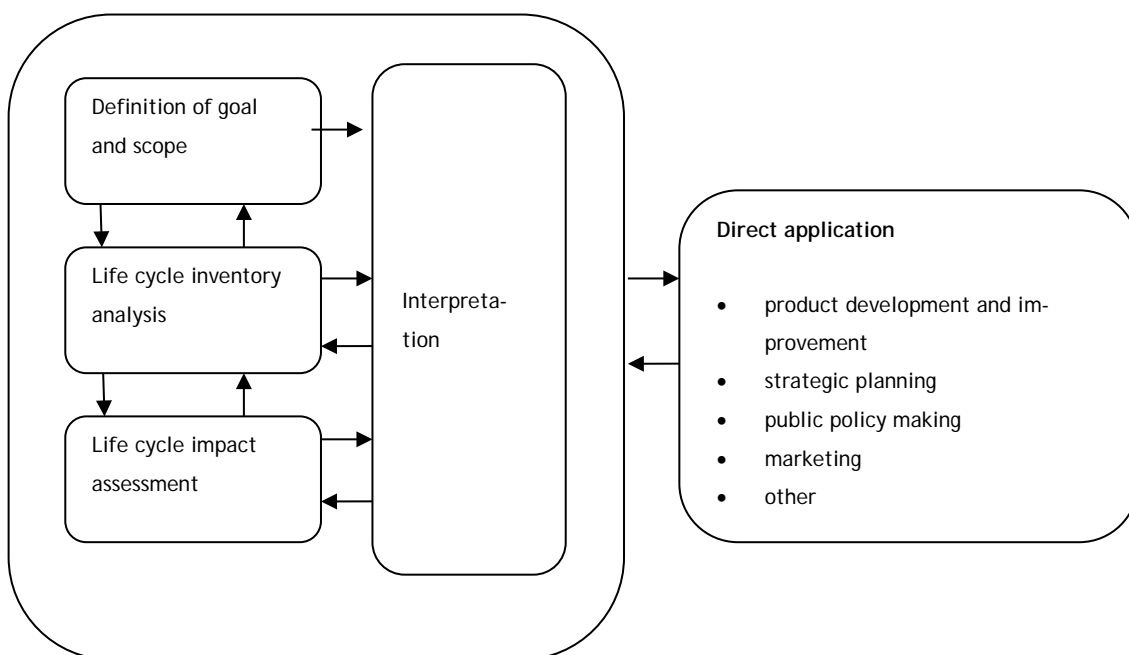 Definition of goal
and scope
Life cycle inventory
analysis
Life cycle impact
assessment
Interpreta-
tion
Direct application
• product development and im-
provement
• strategic planning
• public policy making
• marketing
• other